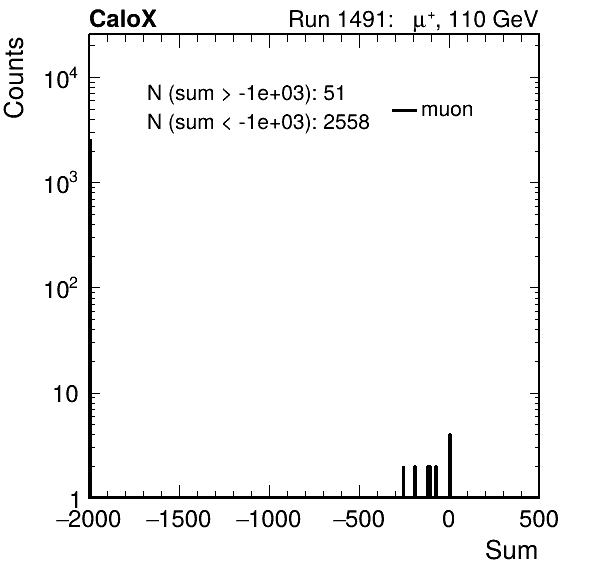 CaloX Run 1491: μ⁺, 110 GeV
Counts
N (sum > -1e+03): 51
N (sum < -1e+03): 2558
muon
10⁴
10³
10²
10
1
−2000 −1500 −1000 −500 0 500
Sum